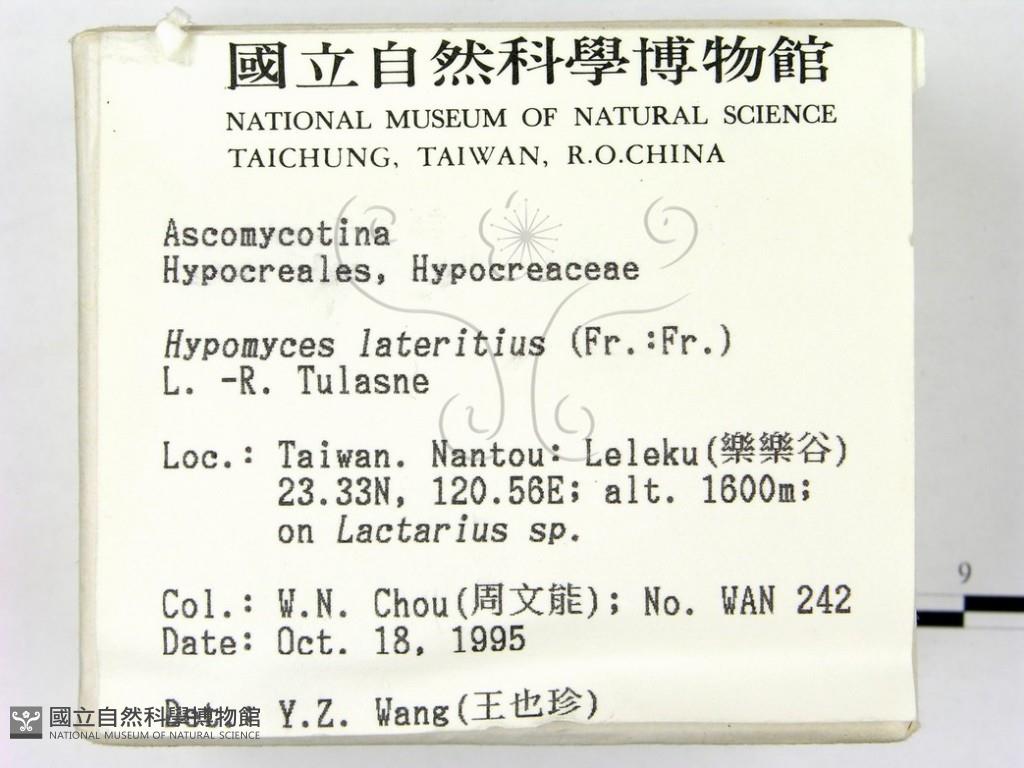 國立自然科學博物館
NATIONAL MUSEUM OF NATURAL SCIENCE
TAICHUNG, TAIWAN, R.O.CHINA
Ascomycotina
Hypocreales, Hypocreaceae
Hypomyces lateritius (Fr.:Fr.)
L. -R. Tulasne
Loc.: Taiwan. Nantou: Leleku(樂樂谷)
23.33N, 120.56E; alt. 1600m;
on Lactarius sp.
Col.: W.N. Chou(周文能); No. WAN 242
Date: Oct. 18, 1995
Det.: Y.Z. Wang(王也珍)
國立自然科學博物館
NATIONAL MUSEUM OF NATURAL SCIENCE
9